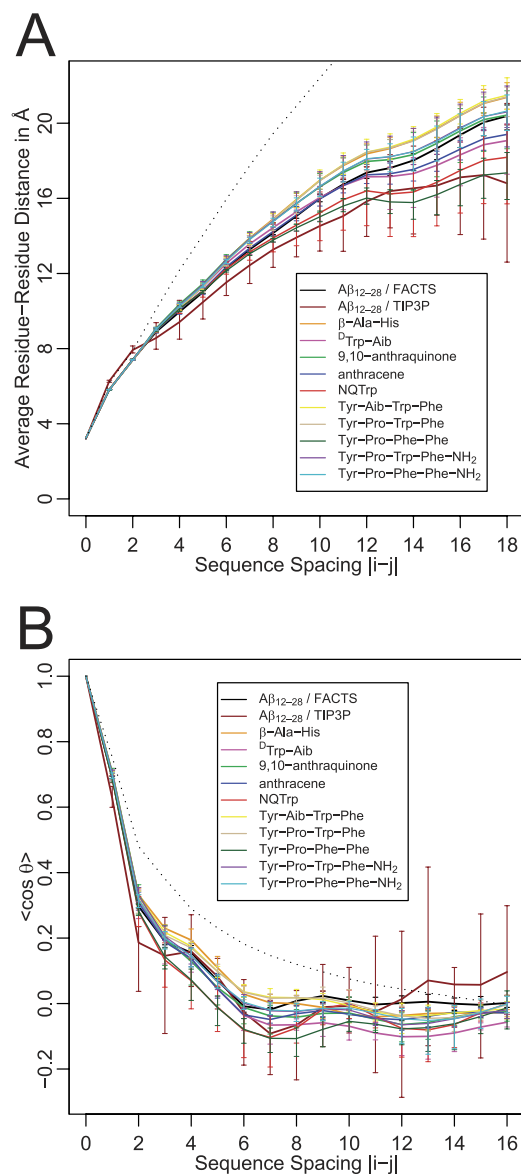 A
Average Residue−Residue Distance in Å
20
16
12
8
4
0
Aβ12−28 / FACTS
Aβ12−28 / TIP3P
β−Ala−His
DTrp−Aib
9,10−anthraquinone
anthracene
NQTrp
Tyr−Aib−Trp−Phe
Tyr−Pro−Trp−Phe
Tyr−Pro−Phe−Phe
Tyr−Pro−Trp−Phe−NH2
Tyr−Pro−Phe−Phe−NH2
0 2 4 6 8 10 12 14 16 18
Sequence Spacing |i−j|
B
<cos θ>
1.0
0.8
0.6
0.4
0.2
0.0
−0.2
Aβ12−28 / FACTS
Aβ12−28 / TIP3P
β−Ala−His
DTrp−Aib
9,10−anthraquinone
anthracene
NQTrp
Tyr−Aib−Trp−Phe
Tyr−Pro−Trp−Phe
Tyr−Pro−Phe−Phe
Tyr−Pro−Trp−Phe−NH2
Tyr−Pro−Phe−Phe−NH2
0 2 4 6 8 10 12 14 16
Sequence Spacing |i−j|